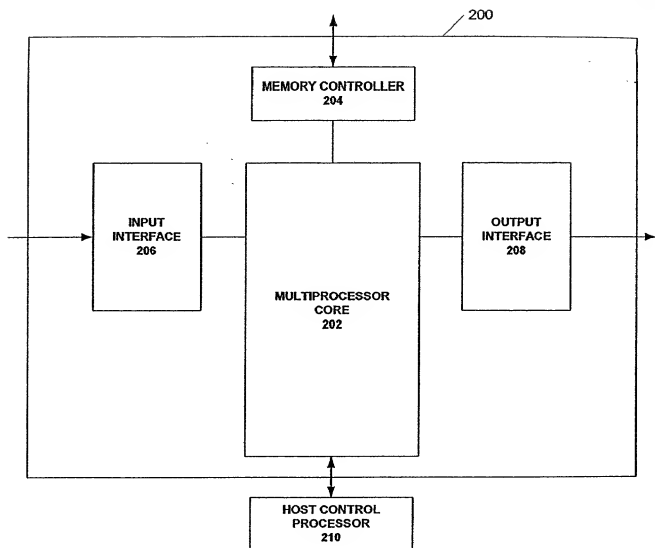 200
MEMORY CONTROLLER
204
INPUT
INTERFACE
206
OUTPUT
INTERFACE
208
MULTIPROCESSOR
CORE
202
HOST CONTROL
PROCESSOR
210